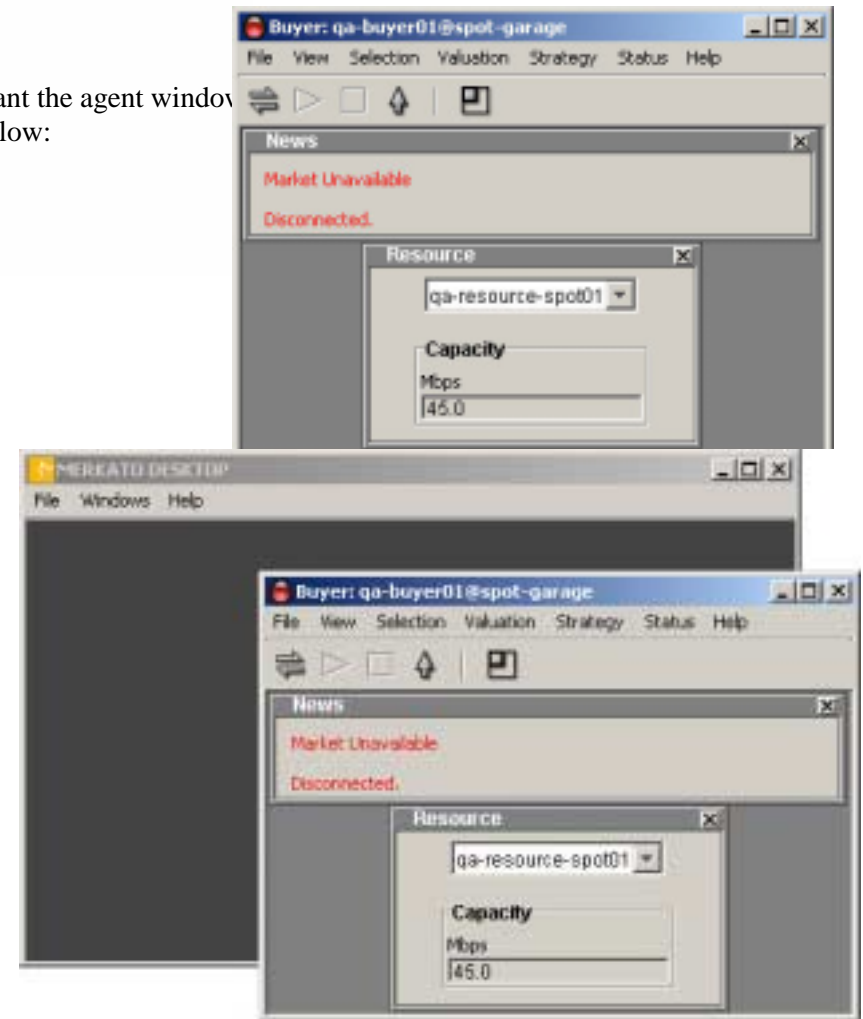 Buyer: qa-buyer01@spot-garage
File View Selection Valuation Strategy Status Help
ant the agent window
low:
News
Market Unavailable
Disconnected.
Resource
qa-resource-spot01
Capacity
Mbps
45.0
MERKATO DESKTOP
File Windows Help
Buyer: qa-buyer01@spot-garage
File View Selection Valuation Strategy Status Help
News
Market Unavailable
Disconnected.
Resource
qa-resource-spot01
Capacity
Mbps
45.0